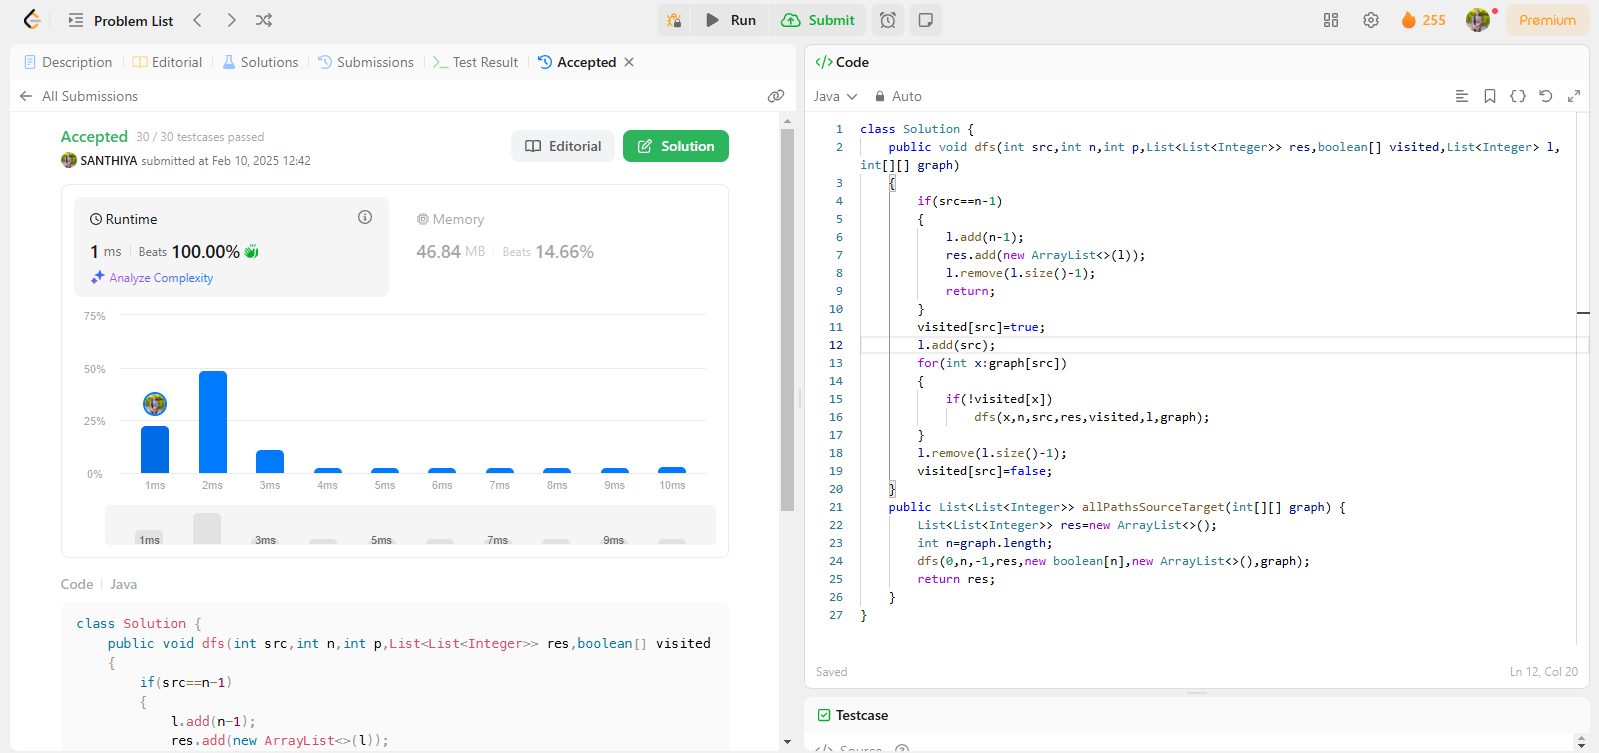 Problem List
Run
Submit
255
Premium
Description
Editorial
Solutions
Submissions
Test Result
Accepted
All Submissions
Accepted 30 / 30 testcases passed
SANTHIYA submitted at Feb 10, 2025 12:42
Editorial
Solution
Runtime
1 ms Beats 100.00%
Analyze Complexity
Memory
46.84 MB Beats 14.66%
75%
50%
25%
0%
1ms 2ms 3ms 4ms 5ms 6ms 7ms 8ms 9ms 10ms
1ms 3ms 5ms 7ms 9ms
Code Java
class Solution {
public void dfs(int src,int n,int p,List<List<Integer>> res,boolean[] visited
{
if(src==n-1)
{
l.add(n-1);
res.add(new ArrayList<>(l));
</> Code
Java Auto
1 class Solution {
2 public void dfs(int src,int n,int p,List<List<Integer>> res,boolean[] visited,List<Integer> l,
int[][] graph)
3 {
4 if(src==n-1)
5 {
6 l.add(n-1);
7 res.add(new ArrayList<>(l));
8 l.remove(l.size()-1);
9 return;
10 }
11 visited[src]=true;
12 l.add(src);
13 for(int x:graph[src])
14 {
15 if(!visited[x])
16 dfs(x,n,src,res,visited,l,graph);
17 }
18 l.remove(l.size()-1);
19 visited[src]=false;
20 }
21 public List<List<Integer>> allPathsSourceTarget(int[][] graph) {
22 List<List<Integer>> res=new ArrayList<>();
23 int n=graph.length;
24 dfs(0,n,-1,res,new boolean[n],new ArrayList<>(),graph);
25 return res;
26 }
27 }
Saved
Ln 12, Col 20
Testcase
</> Source